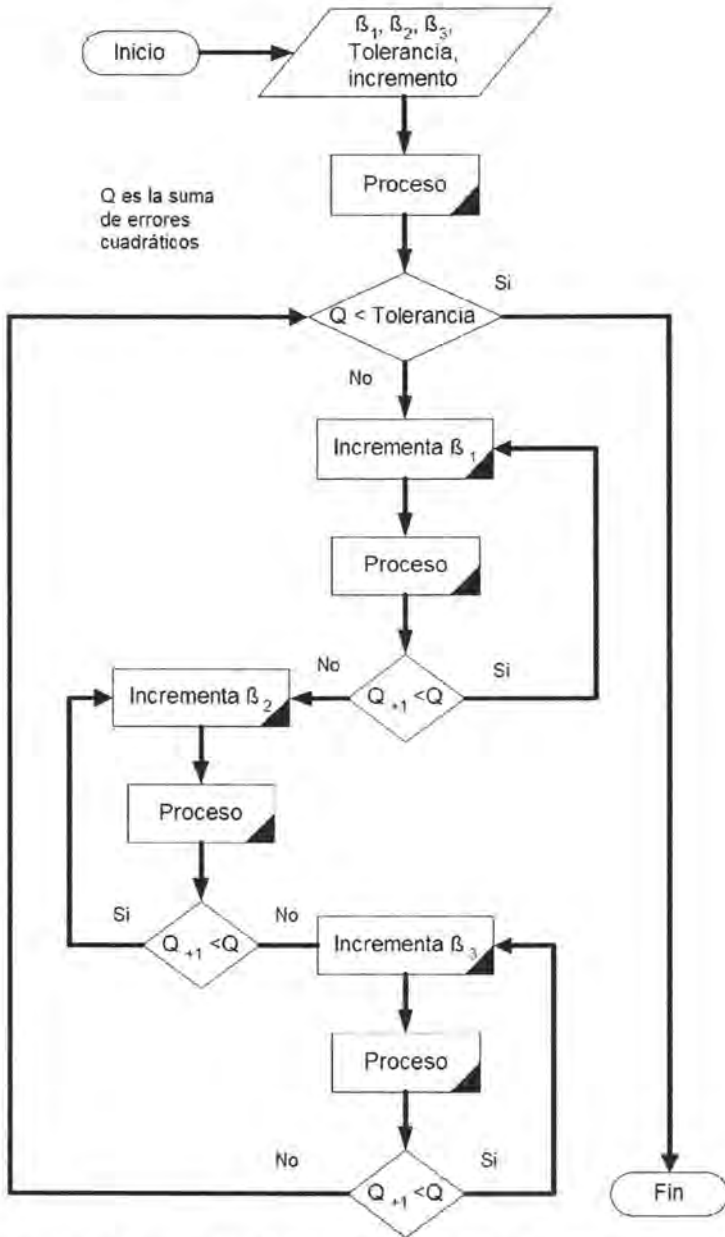 Inicio
ß₁, ß₂, ß₃,
Tolerancia,
incremento
Proceso
Q es la suma
de errores
cuadráticos
Si
Q < Tolerancia
No
Incrementa ß ₁
Proceso
No
Si
Q ₊₁ <Q
Incrementa ß ₂
Proceso
Si
No
Q ₊₁ <Q
Incrementa ß ₃
Proceso
No
Si
Q ₊₁ <Q
Fin